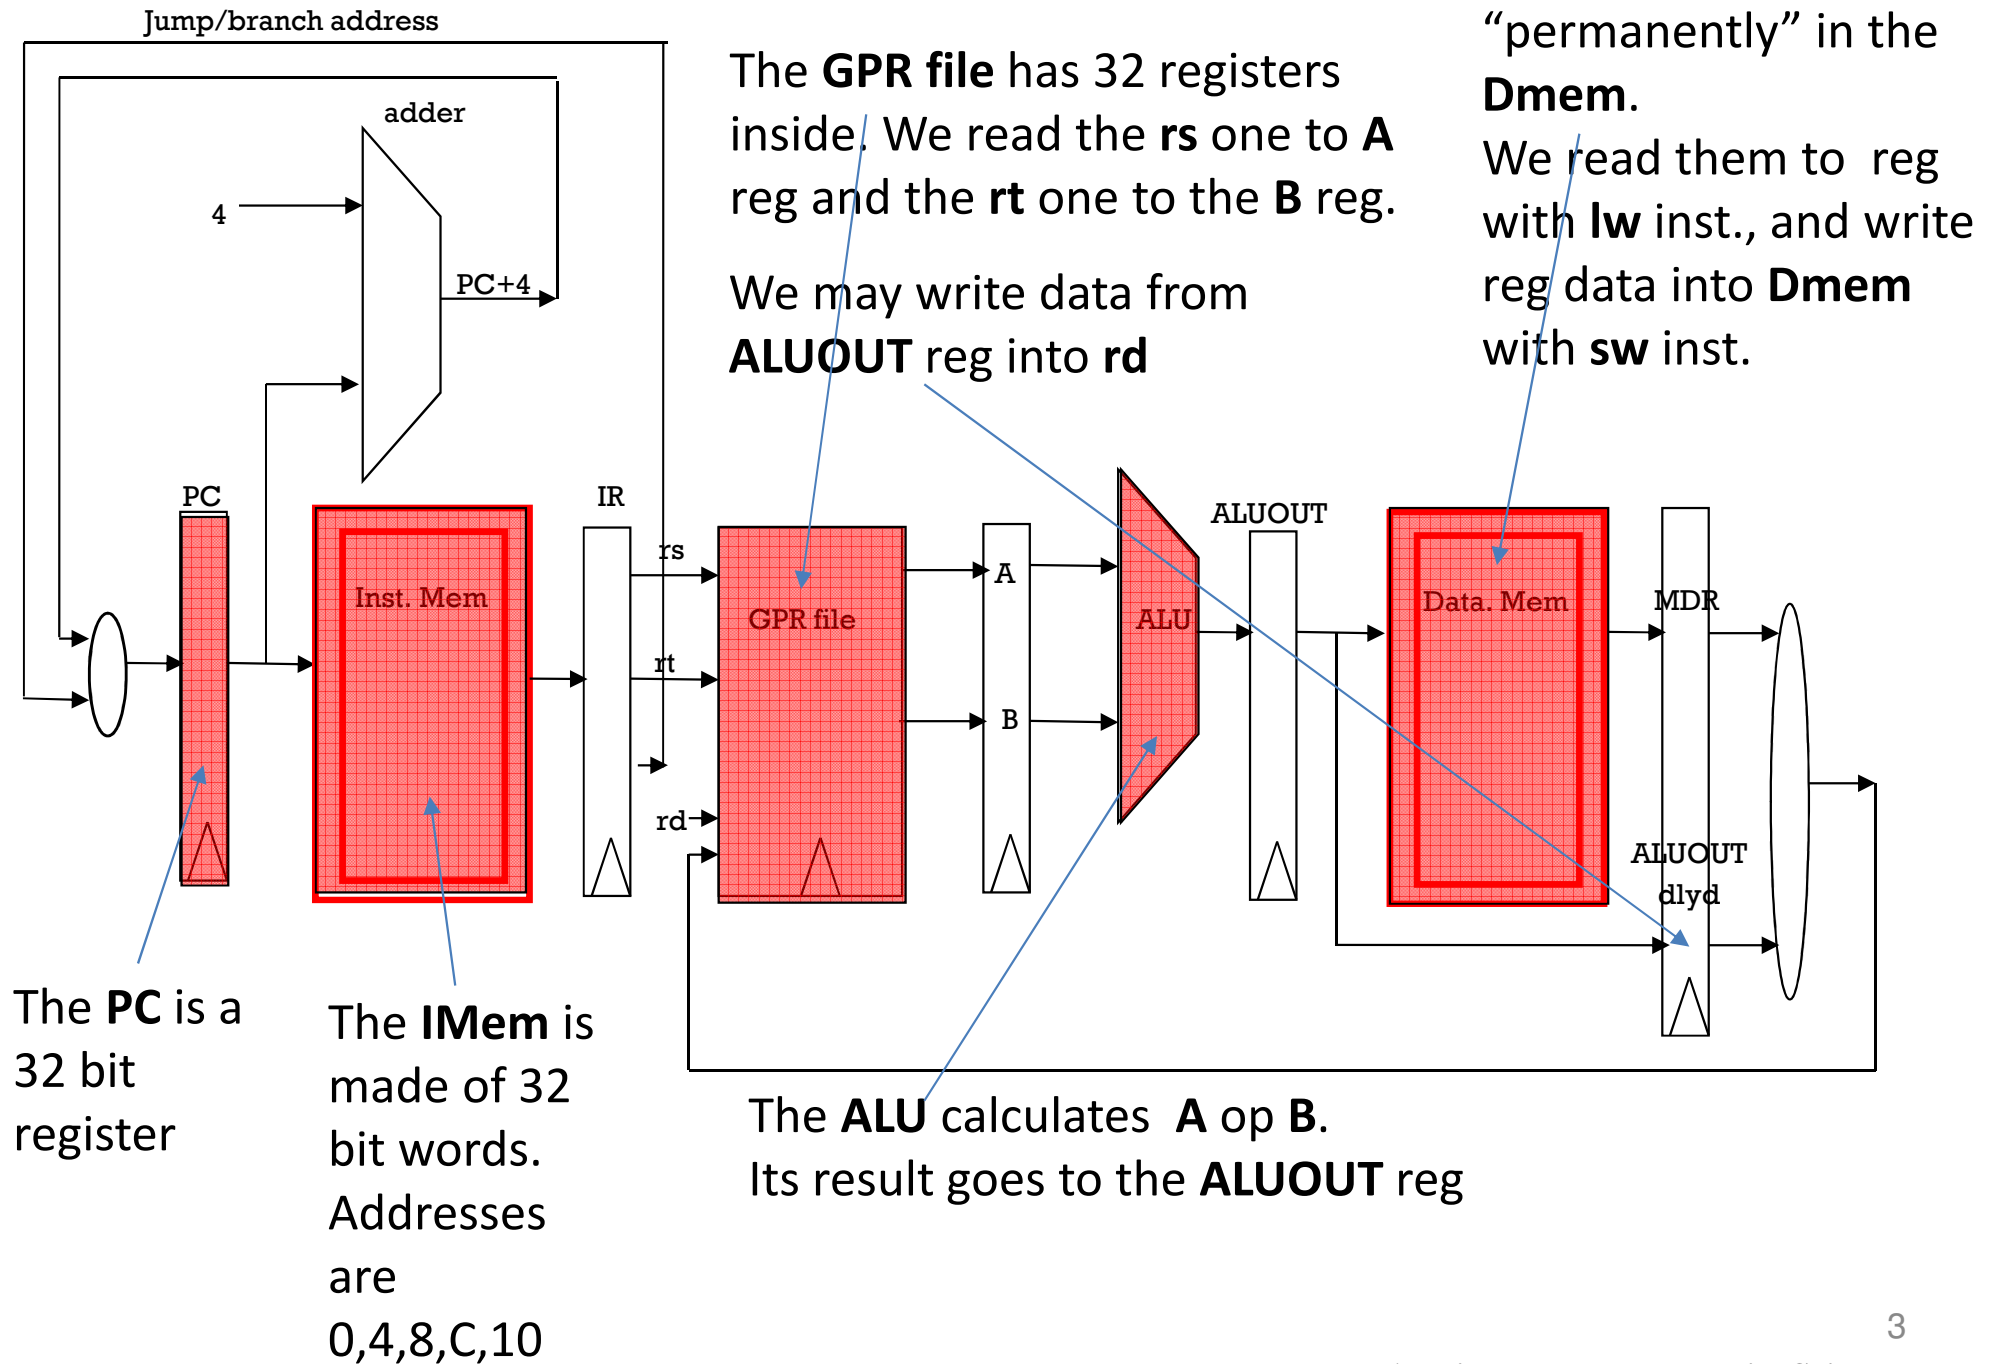 Jump/branch address
adder
4
PC+4
The GPR file has 32 registers
inside. We read the rs one to A
reg and the rt one to the B reg.
We may write data from
ALUOUT reg into rd
“permanently” in the
Dmem.
We read them to  reg
with lw inst., and write
reg data into Dmem
with sw inst.
PC
Inst. Mem
IR
rs
rt
rd
GPR file
A
B
ALU
ALUOUT
Data. Mem
MDR
ALUOUT
dlyd
The PC is a
32 bit
register
The IMem is
made of 32
bit words.
Addresses
are
0,4,8,C,10
The ALU calculates  A op B.
Its result goes to the ALUOUT reg
3